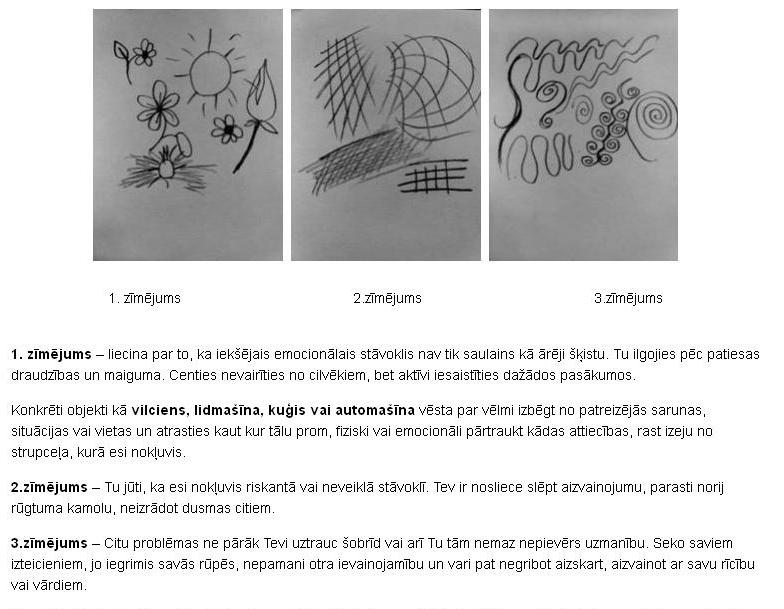 1. zīmējums
2.zīmējums
3.zīmējums
1. zīmējums – liecina par to, ka iekšējais emocionālais stāvoklis nav tik saulains kā ārēji šķistu. Tu ilgojies pēc patiesas
draudzības un maiguma. Centies nevairīties no cilvēkiem, bet aktīvi iesaistīties dažādos pasākumos.
Konkrēti objekti kā vilciens, lidmašīna, kuģis vai automašīna vēsta par vēlmi izbēgt no patreizējās sarunas,
situācijas vai vietas un atrasties kaut kur tālu prom, fiziski vai emocionāli pārtraukt kādas attiecības, rast izeju no
strupceļa, kurā esi nokļuvis.
2.zīmējums – Tu jūti, ka esi nokļuvis riskantā vai neveiklā stāvoklī. Tev ir nosliece slēpt aizvainojumu, parasti norij
rūgtuma kamolu, neizrādot dusmas citiem.
3.zīmējums – Citu problēmas ne pārāk Tevi uztrauc šobrīd vai arī Tu tām nemaz nepievērs uzmanību. Seko saviem
izteicieniem, jo iegrimis savās rūpēs, nepamani otra ievainojamību un vari pat negribot aizskart, aizvainot ar savu rīcību
vai vārdiem.